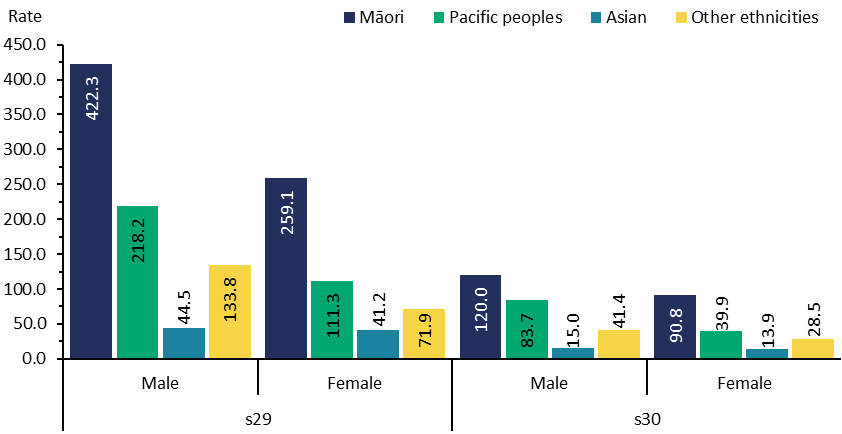 Rate
Māori Pacific peoples Asian Other ethnicities
450.0
400.0
350.0
300.0
250.0
200.0
150.0
100.0
50.0
0.0
422.3 218.2 44.5 133.8 259.1 111.3 41.2 71.9 120.0 83.7 15.0 41.4 90.8 39.9 13.9 28.5
Male Female Male Female
s29 s30